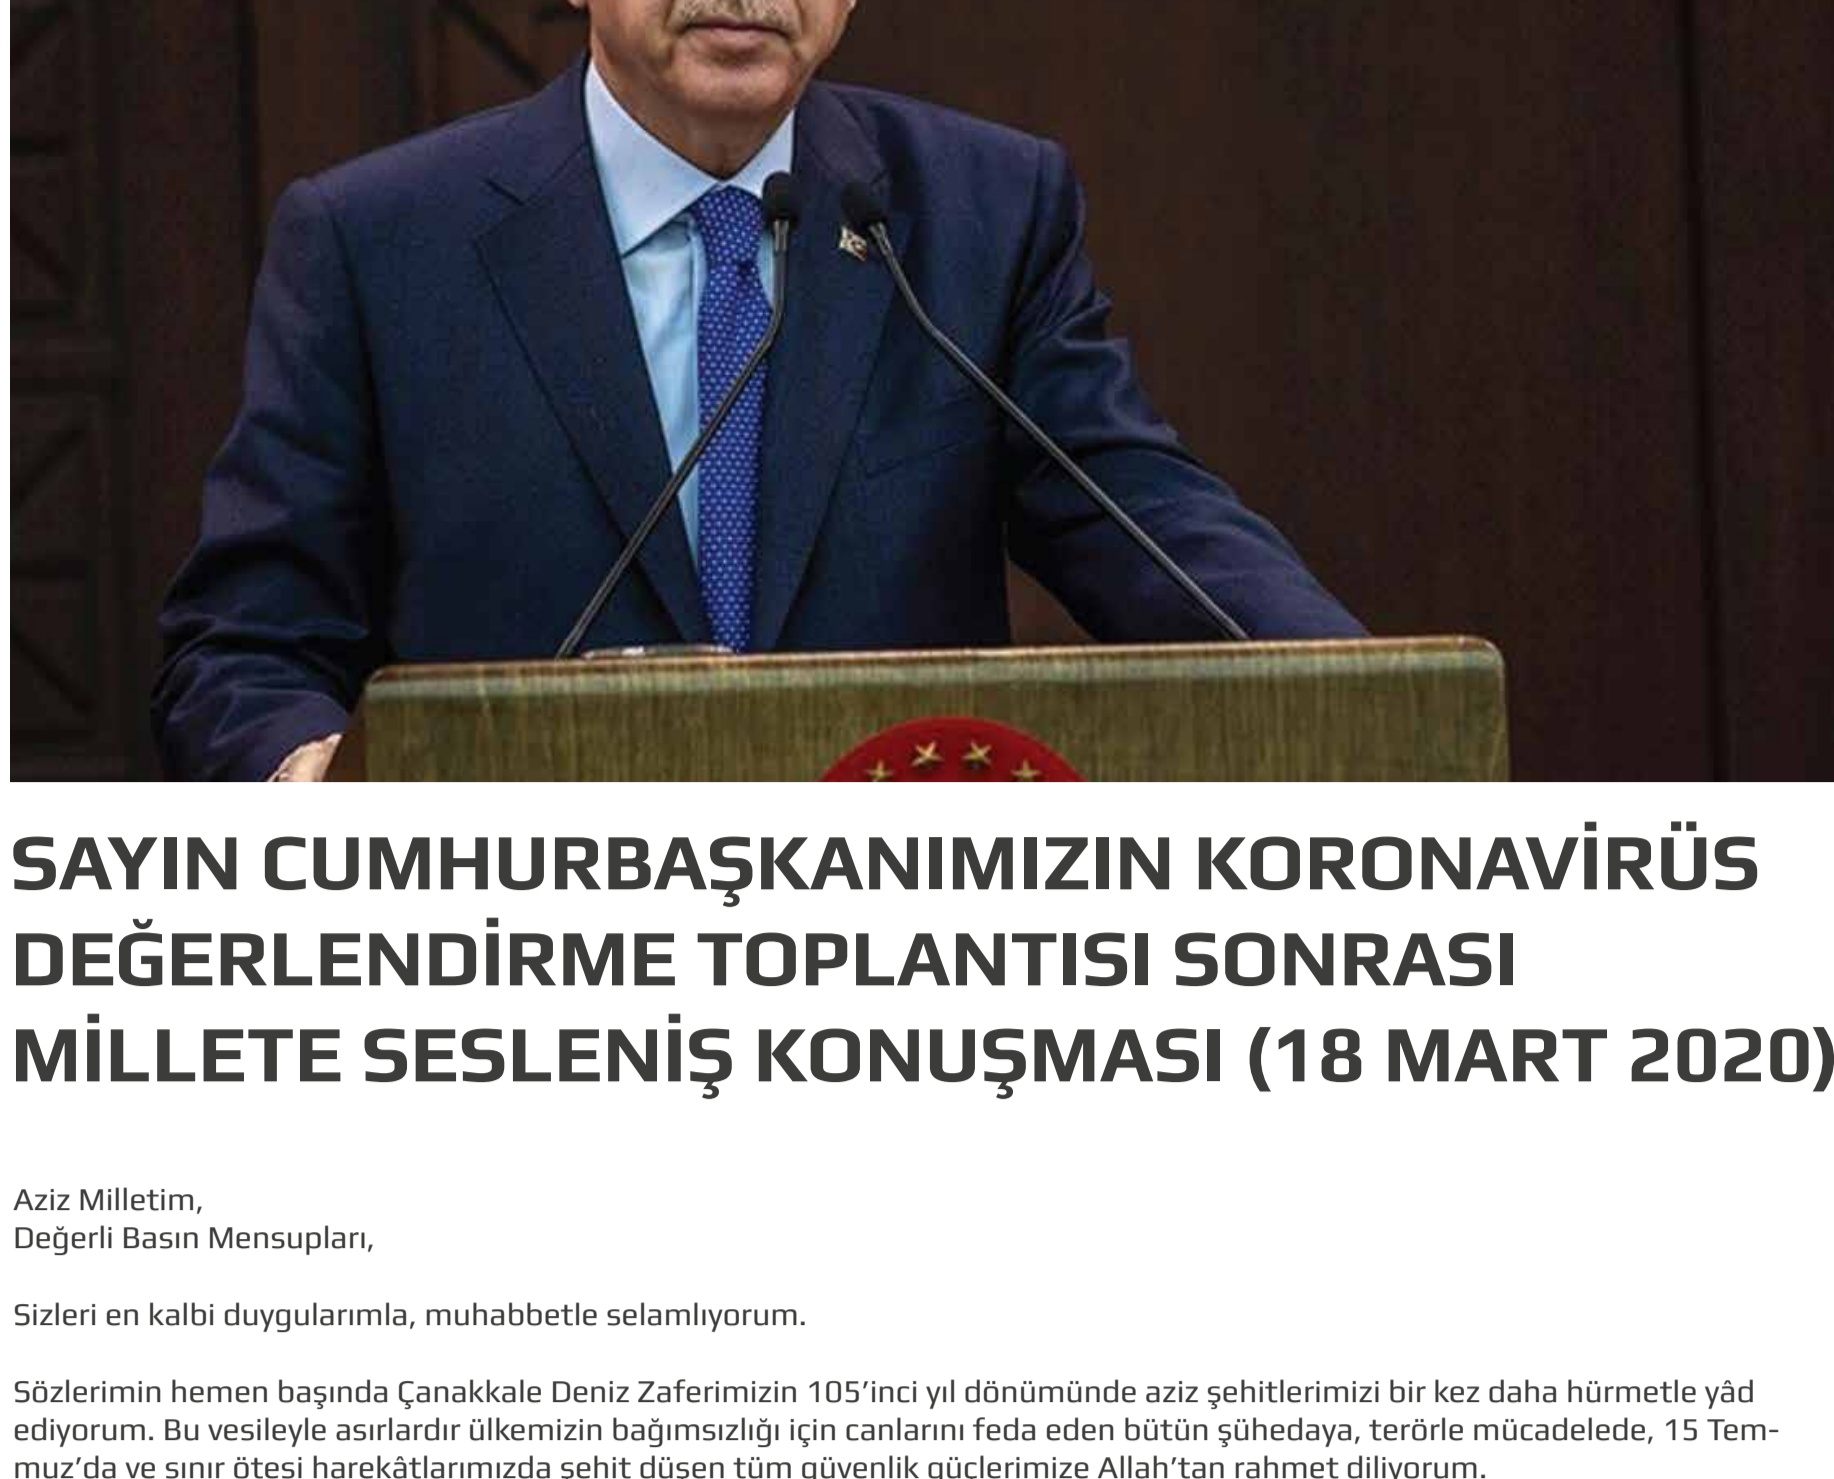 SAYIN CUMHURBAŞKANIMIZIN KORONAVİRÜS
DEĞERLENDİRME TOPLANTISI SONRASI
MİLLETE SESLENİŞ KONUŞMASI (18 MART 2020)
Aziz Milletim,
Değerli Basın Mensupları,
Sizleri en kalbi duygularımla, muhabbetle selamlıyorum.
Sözlerimin hemen başında Çanakkale Deniz Zaferimizin 105’inci yıl dönümünde aziz şehitlerimizi bir kez daha hürmetle yâd
ediyorum. Bu vesileyle asırlardır ülkemizin bağımsızlığı için canlarını feda eden bütün şühedaya, terörle mücadelede, 15 Tem-
muz’da ve sınır ötesi harekâtlarımızda şehit düşen tüm güvenlik güçlerimize Allah’tan rahmet diliyorum.